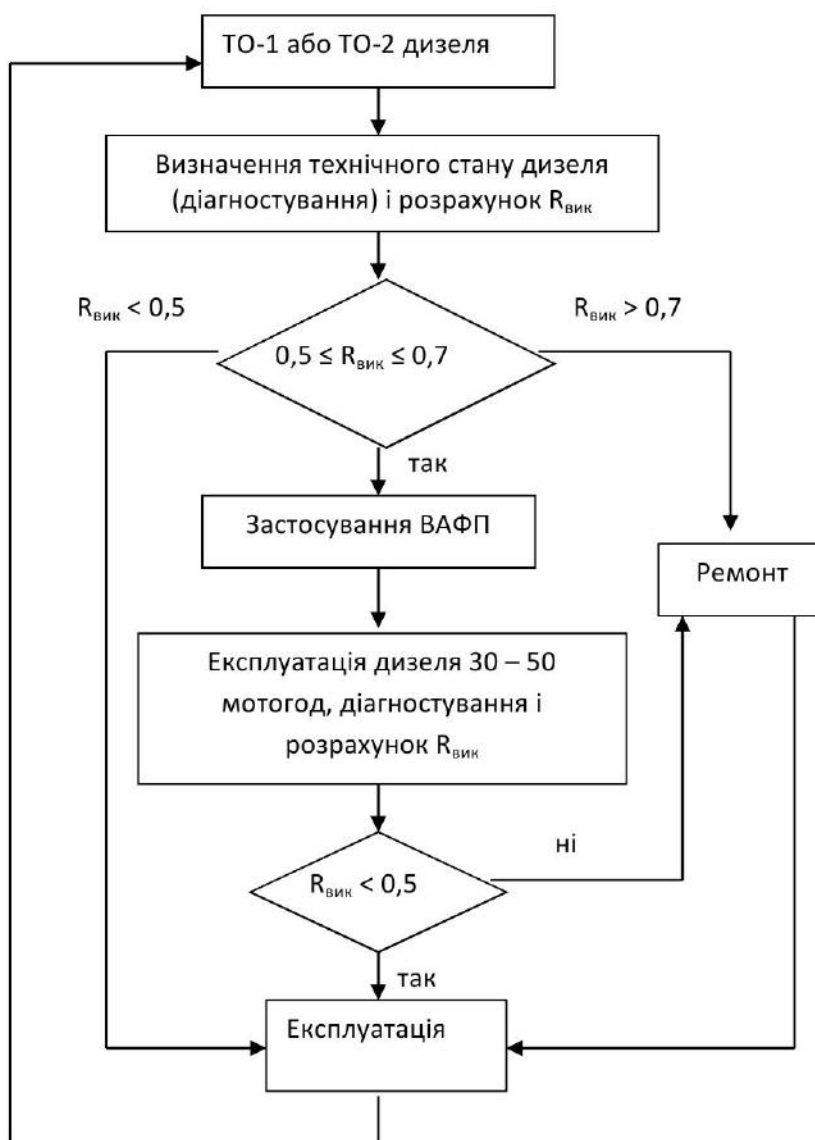 ТО-1 або ТО-2 дизеля
Визначення технічного стану дизеля
(діагностування) і розрахунок Rвик
Rвик < 0,5
Rвик > 0,7
0,5 ≤ Rвик ≤ 0,7
так
Застосування ВАФП
Ремонт
Експлуатація дизеля 30 – 50
мотогод, діагностування і
розрахунок Rвик
ні
Rвик < 0,5
так
Експлуатація